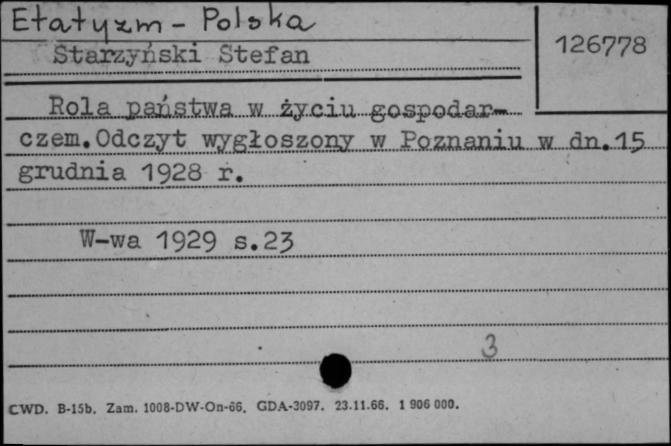 Etatyzm - Polska
126778
Starzyński Stefan
Rola państwa w życiu gospodar-
czem.Odczyt wygłoszony w Poznaniu w dn.15
grudnia 1928 r.
W-wa 1929 s.23
3
CWD. B-15b. Zam. 1008-DW-On-66. GDA-3097. 23.11.66. 1 906 000.